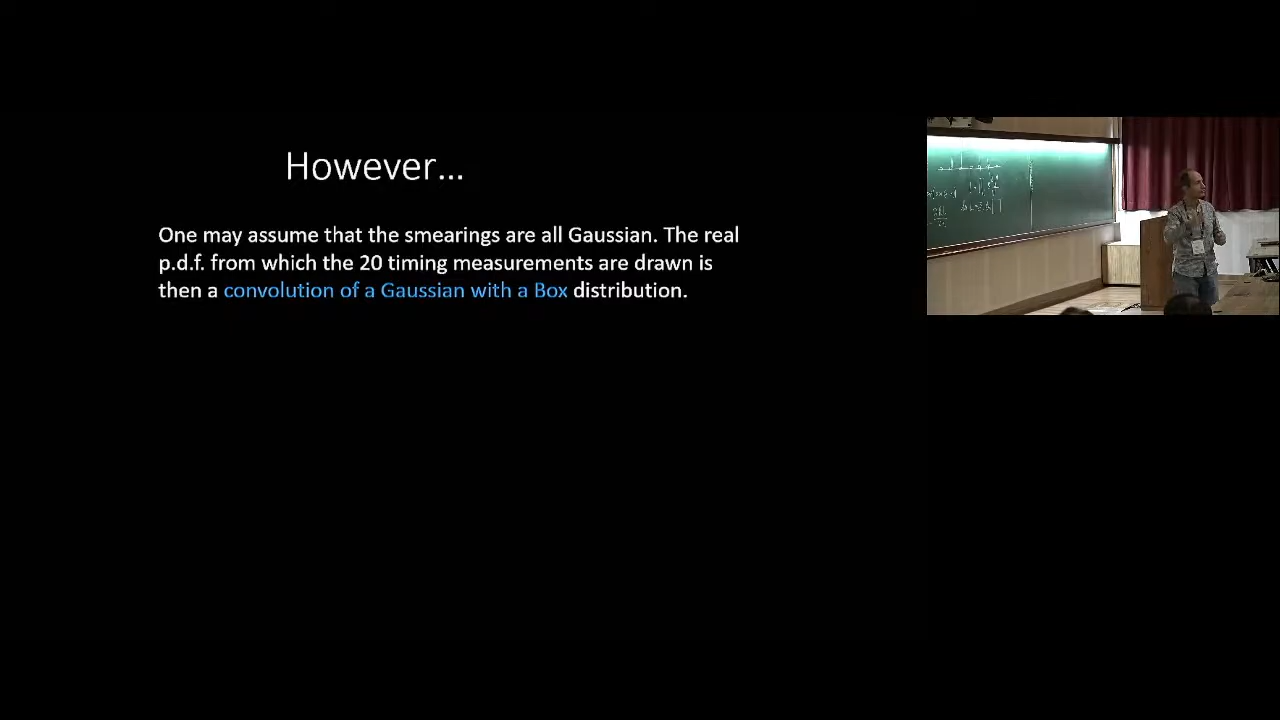 However…
One may assume that the smearings are all Gaussian. The real
p.d.f. from which the 20 timing measurements are drawn is
then a convolution of a Gaussian with a Box distribution.